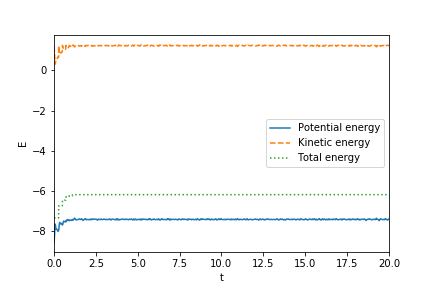 0
−2
−4
−6
−8
E
Potential energy
Kinetic energy
Total energy
0.0 2.5 5.0 7.5 10.0 12.5 15.0 17.5 20.0
t